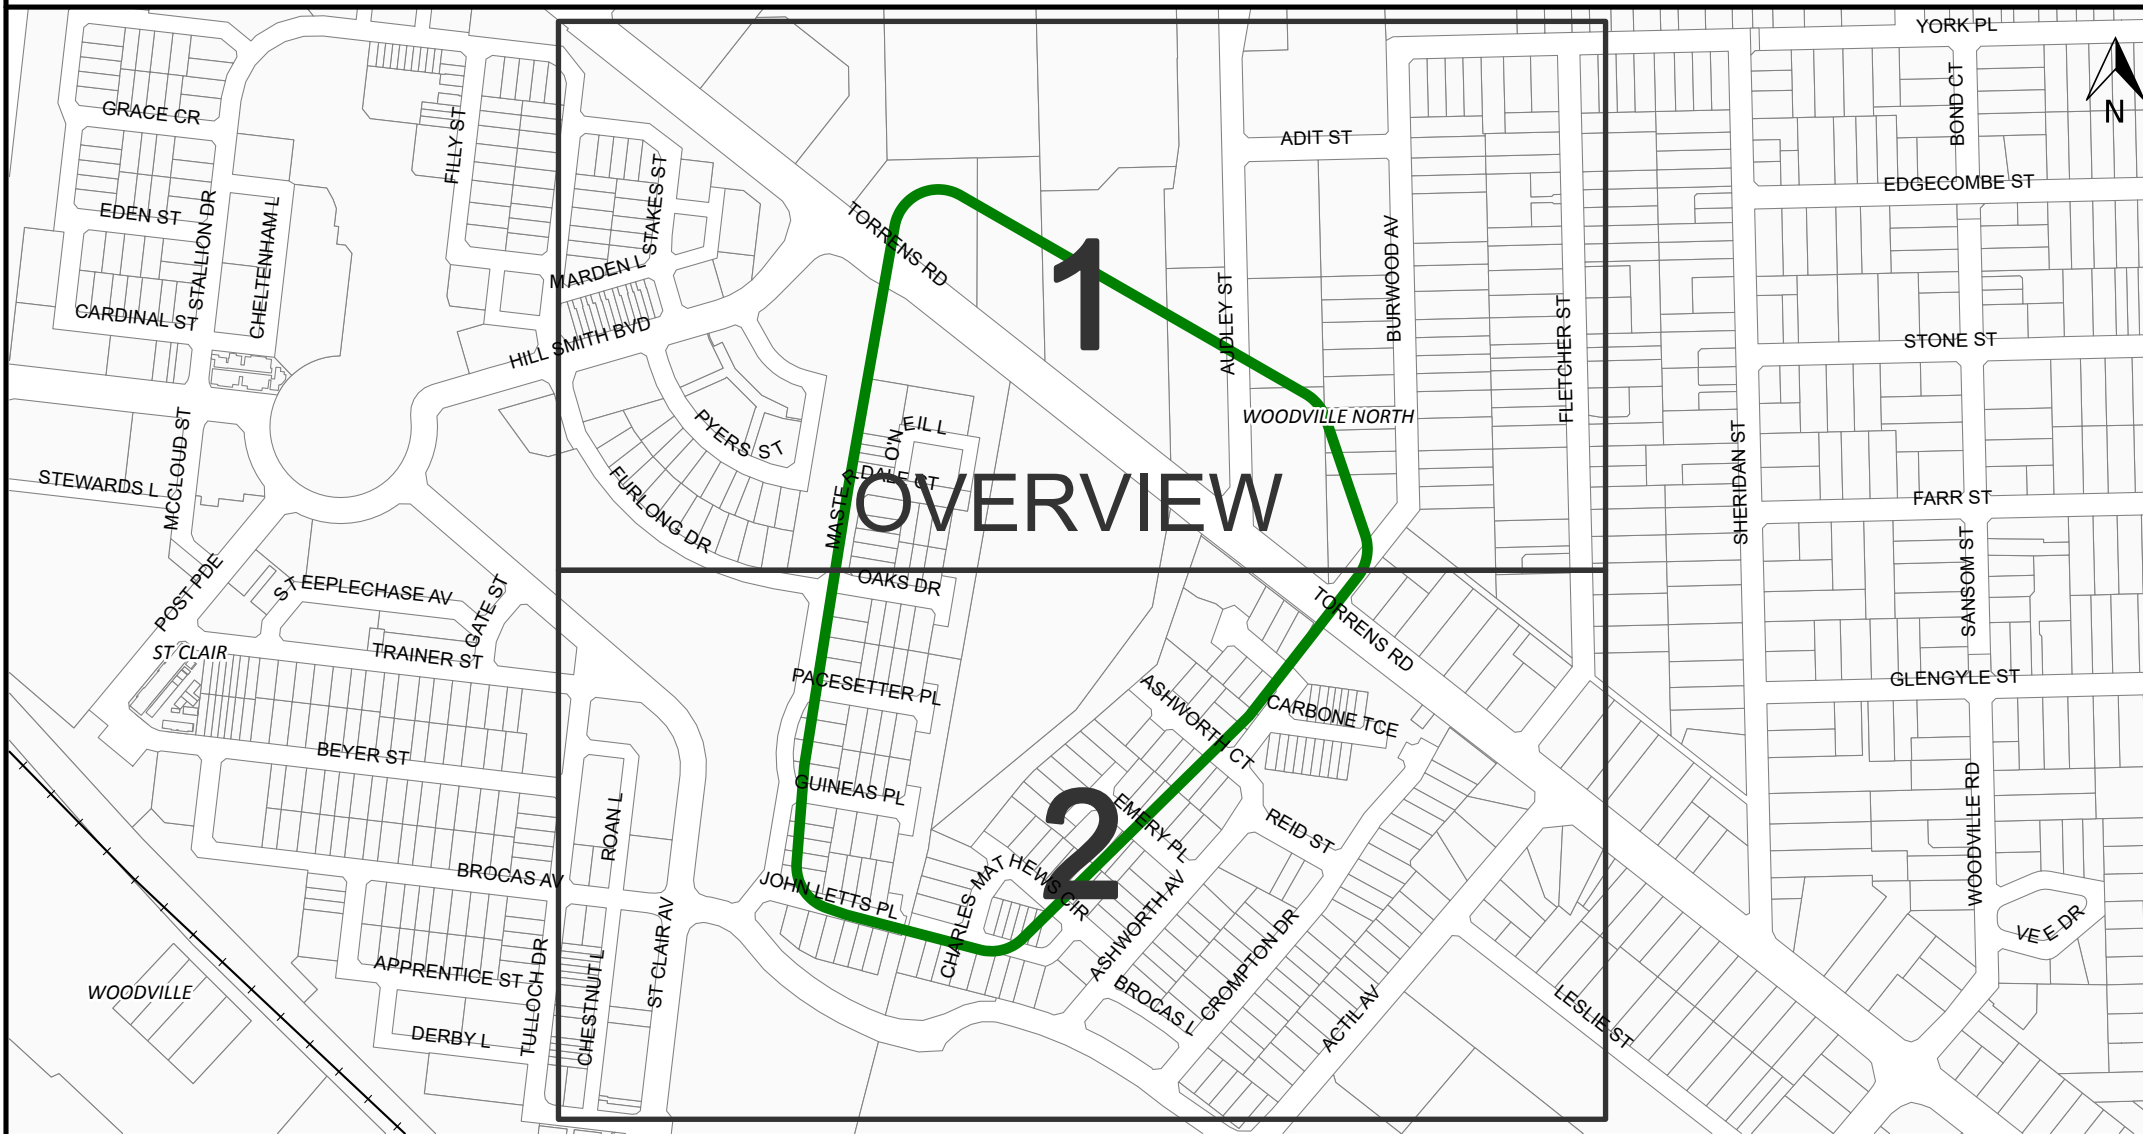 YORK PL
BOND CT
N
GRACE CR
FILLY ST
ADIT ST
EDGECOMBE ST
STAKES ST
EDEN ST
STALLION DR
CHELTENHAM L
TORRENS RD
1
BURWOOD AV
MARDEN L
AUDLEY ST
FLETCHER ST
CARDINAL ST
HILL SMITH BVD
STONE ST
WOODVILLE NORTH
O'NEILL L
PYERS ST
MCCLOUD ST
SHERIDAN ST
STEWARDS L
FURLONG DR
MASTER
DALE CT
OVERVIEW
FARR ST
SANSOM ST
POST PDE
STEEPLECHASE AV
GATE ST
OAKS DR
TORRENS RD
ST CLAIR
TRAINER ST
PACESETTER PL
ASHWORTH CT
CARBONE TCE
GLENGYLE ST
BEYER ST
GUINEAS PL
ROAN L
2
EMERY PL
REID ST
WOODVILLE RD
BROCAS AV
JOHN LETTS PL
CHARLES MATHEWS CIR
ASHWORTH AV
ST CLAIR AV
CROMPTON DR
VEE DR
APPRENTICE ST
TULLOCH DR
CHESTNUT L
WOODVILLE
BROCAS L
ACTIL AV
LESLIE ST
DERBY L